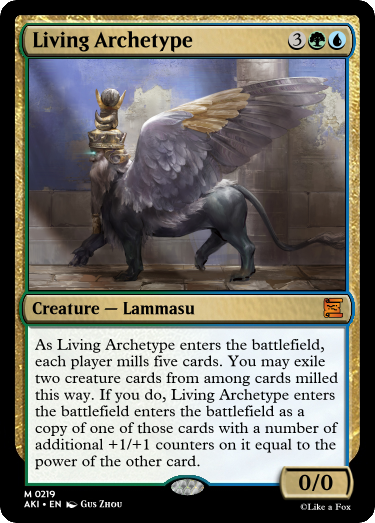 Living Archetype 3
Creature — Lammasu
As Living Archetype enters the battlefield,
each player mills five cards. You may exile
two creature cards from among cards milled
this way. If you do, Living Archetype enters
the battlefield enters the battlefield as a
copy of one of those cards with a number of
additional +1/+1 counters on it equal to the
power of the other card.
0/0
M 0219
AKI • EN Gus Zhou
©Like a Fox